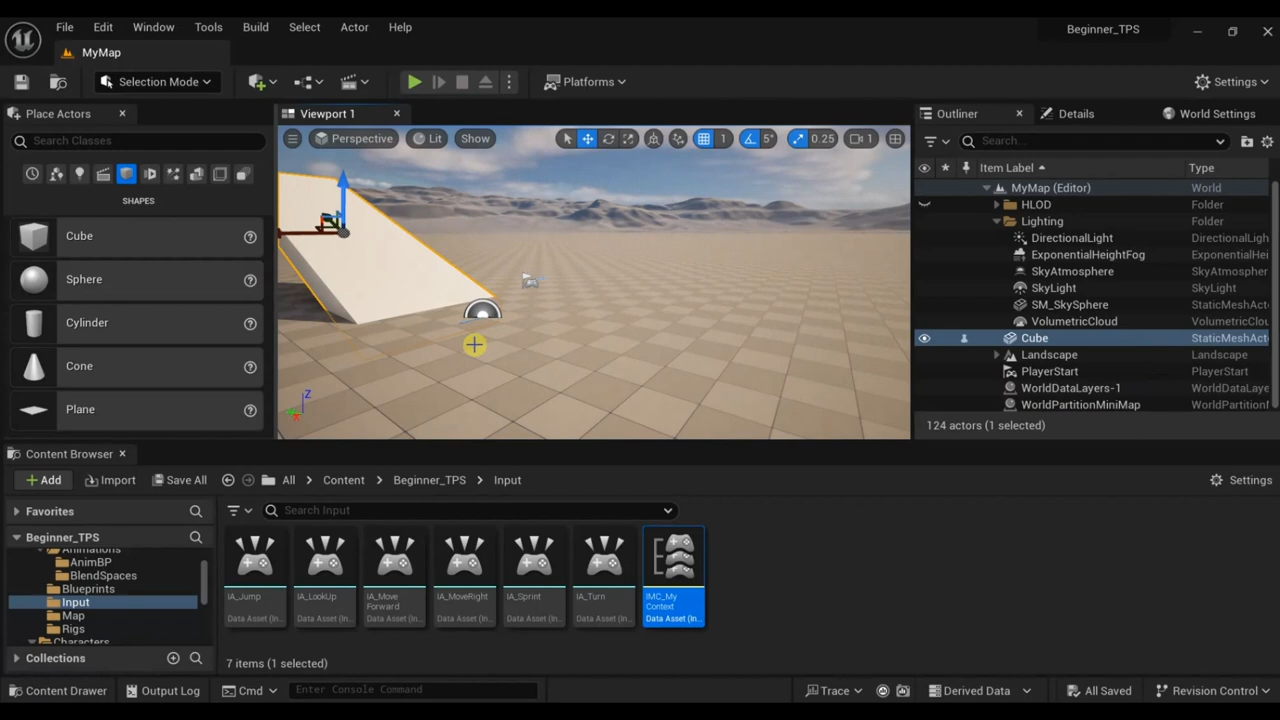 File Edit Window Tools Build Select Actor Help
Beginner_TPS
MyMap
Selection Mode
Platforms
Settings
Place Actors
Viewport 1
Outliner
Details
World Settings
Search Classes
Perspective
Lit
Show
1
5°
0.25
1
Search...
Item Label
Type
SHAPES
MyMap (Editor) World
HLOD Folder
Lighting Folder
DirectionalLight DirectionalLight
ExponentialHeightFog ExponentialHei
SkyAtmosphere SkyAtmospher
SkyLight SkyLight
SM_SkySphere StaticMeshAct
VolumetricCloud VolumetricClou
Cube StaticMeshAct
Landscape Landscape
PlayerStart PlayerStart
WorldDataLayers-1 WorldDataLaye
WorldPartitionMiniMap WorldPartition
124 actors (1 selected)
Cube
Sphere
Cylinder
Cone
Plane
Z
Content Browser
Add
Import
Save All
All
Content
Beginner_TPS
Input
Settings
Favorites
Search Input
Beginner_TPS
Animations
AnimBP
BlendSpaces
Blueprints
Input
Map
Rigs
Characters
Collections
IA_Jump
Data Asset (In...
IA_LookUp
Data Asset (In...
IA_Move
Forward
Data Asset (In...
IA_MoveRight
Data Asset (In...
IA_Sprint
Data Asset (In...
IA_Turn
Data Asset (In...
IMC_My
Context
Data Asset (In...
7 items (1 selected)
Content Drawer
Output Log
Cmd
Enter Console Command
Trace
Derived Data
All Saved
Revision Control